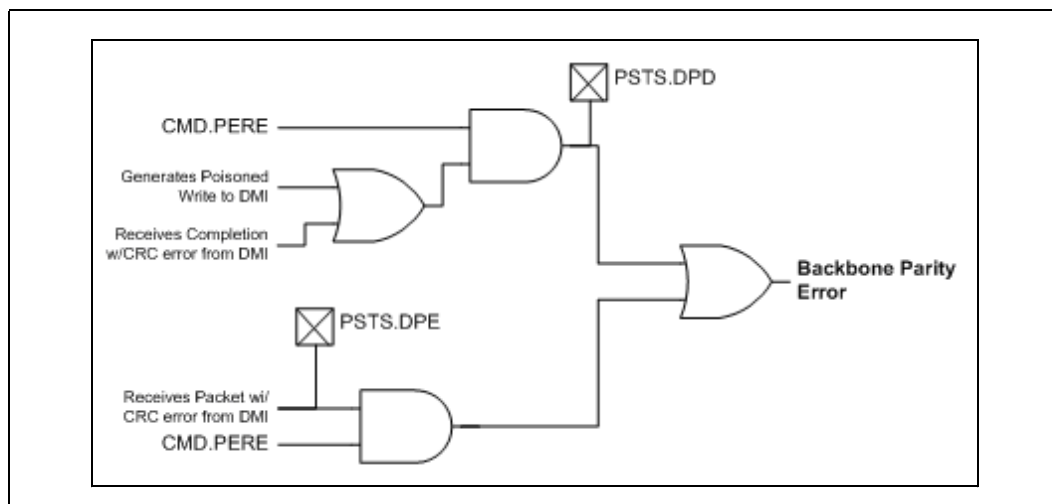 PSTS.DPD
CMD.PERE
Generates Poisoned
Write to DMI
Receives Completion
w/CRC error from DMI
Backbone Parity
Error
PSTS.DPE
Receives Packet wi/
CRC error from DMI
CMD.PERE